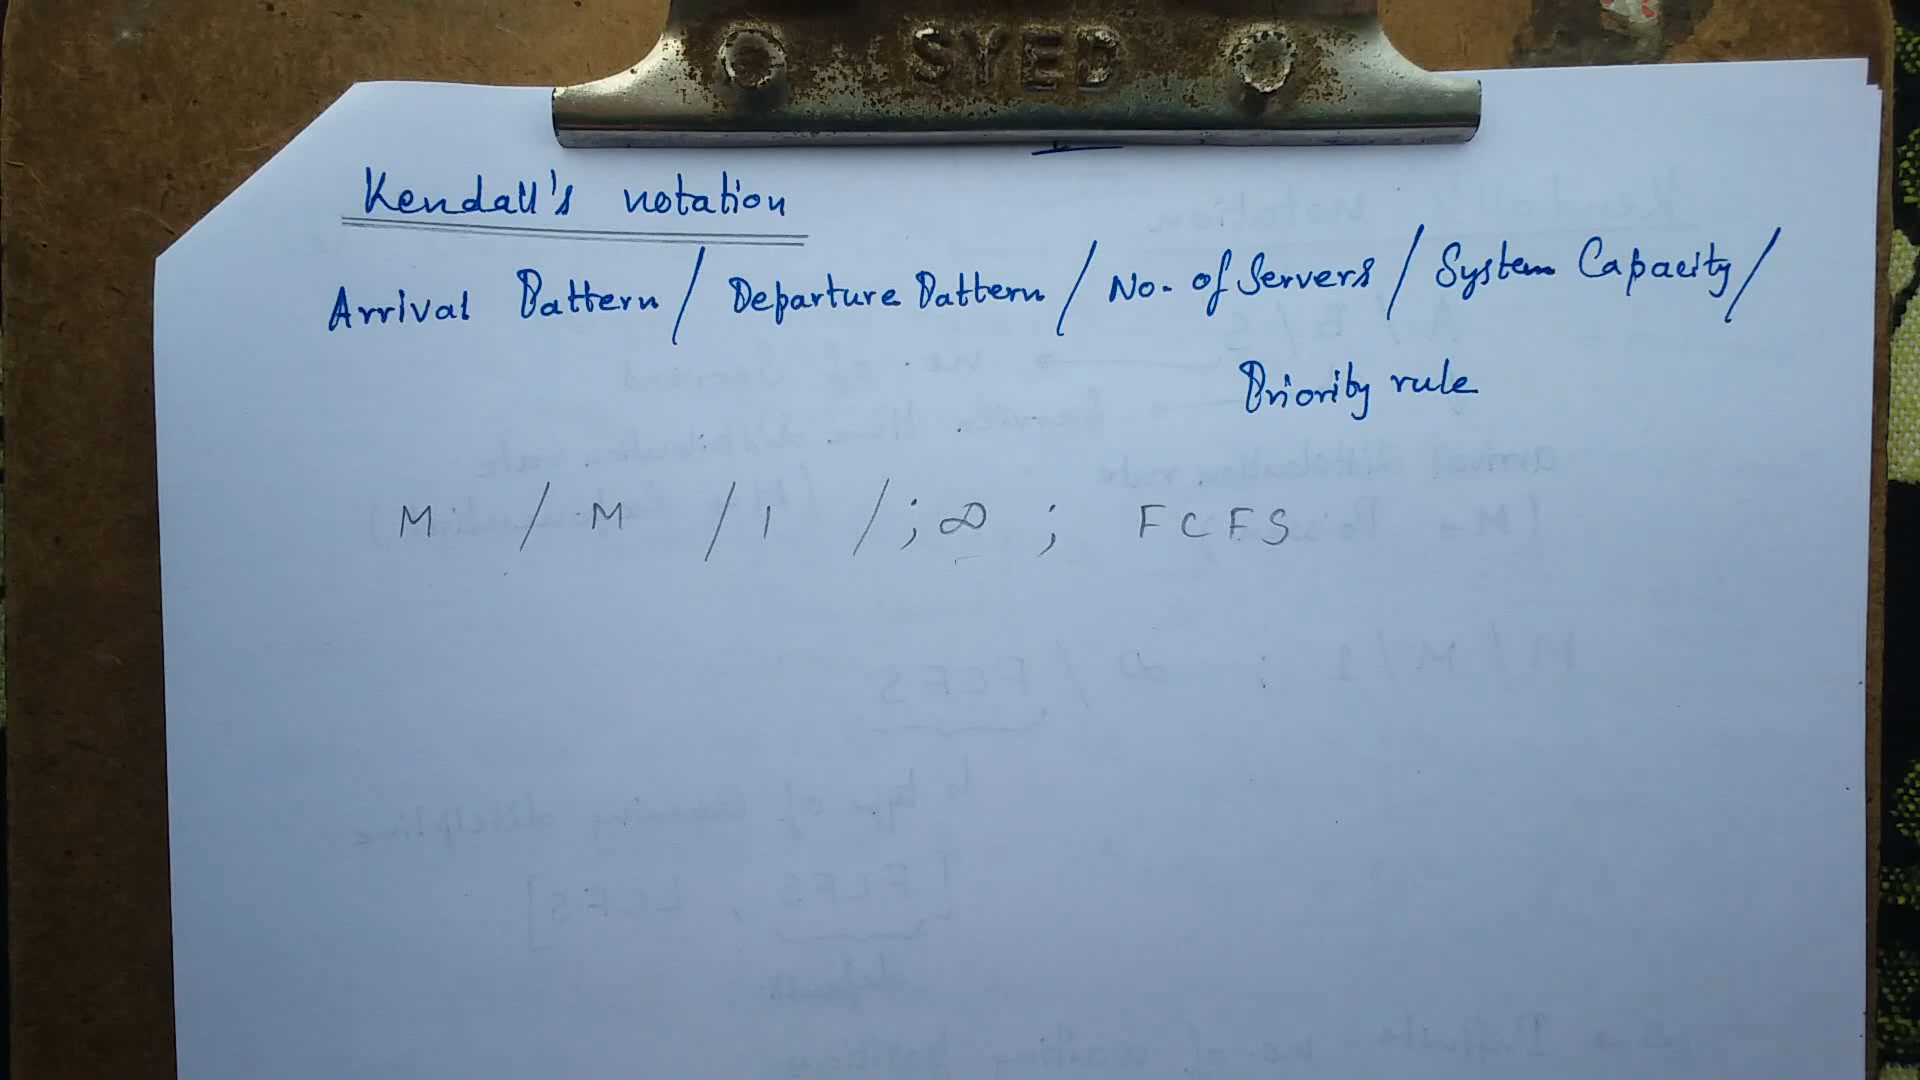 SYED
Kendall's notation
Arrival Pattern / Departure Pattern / No. of Servers / System Capacity /
Priority rule
M / M / 1 / ; ∞ ; FCFS